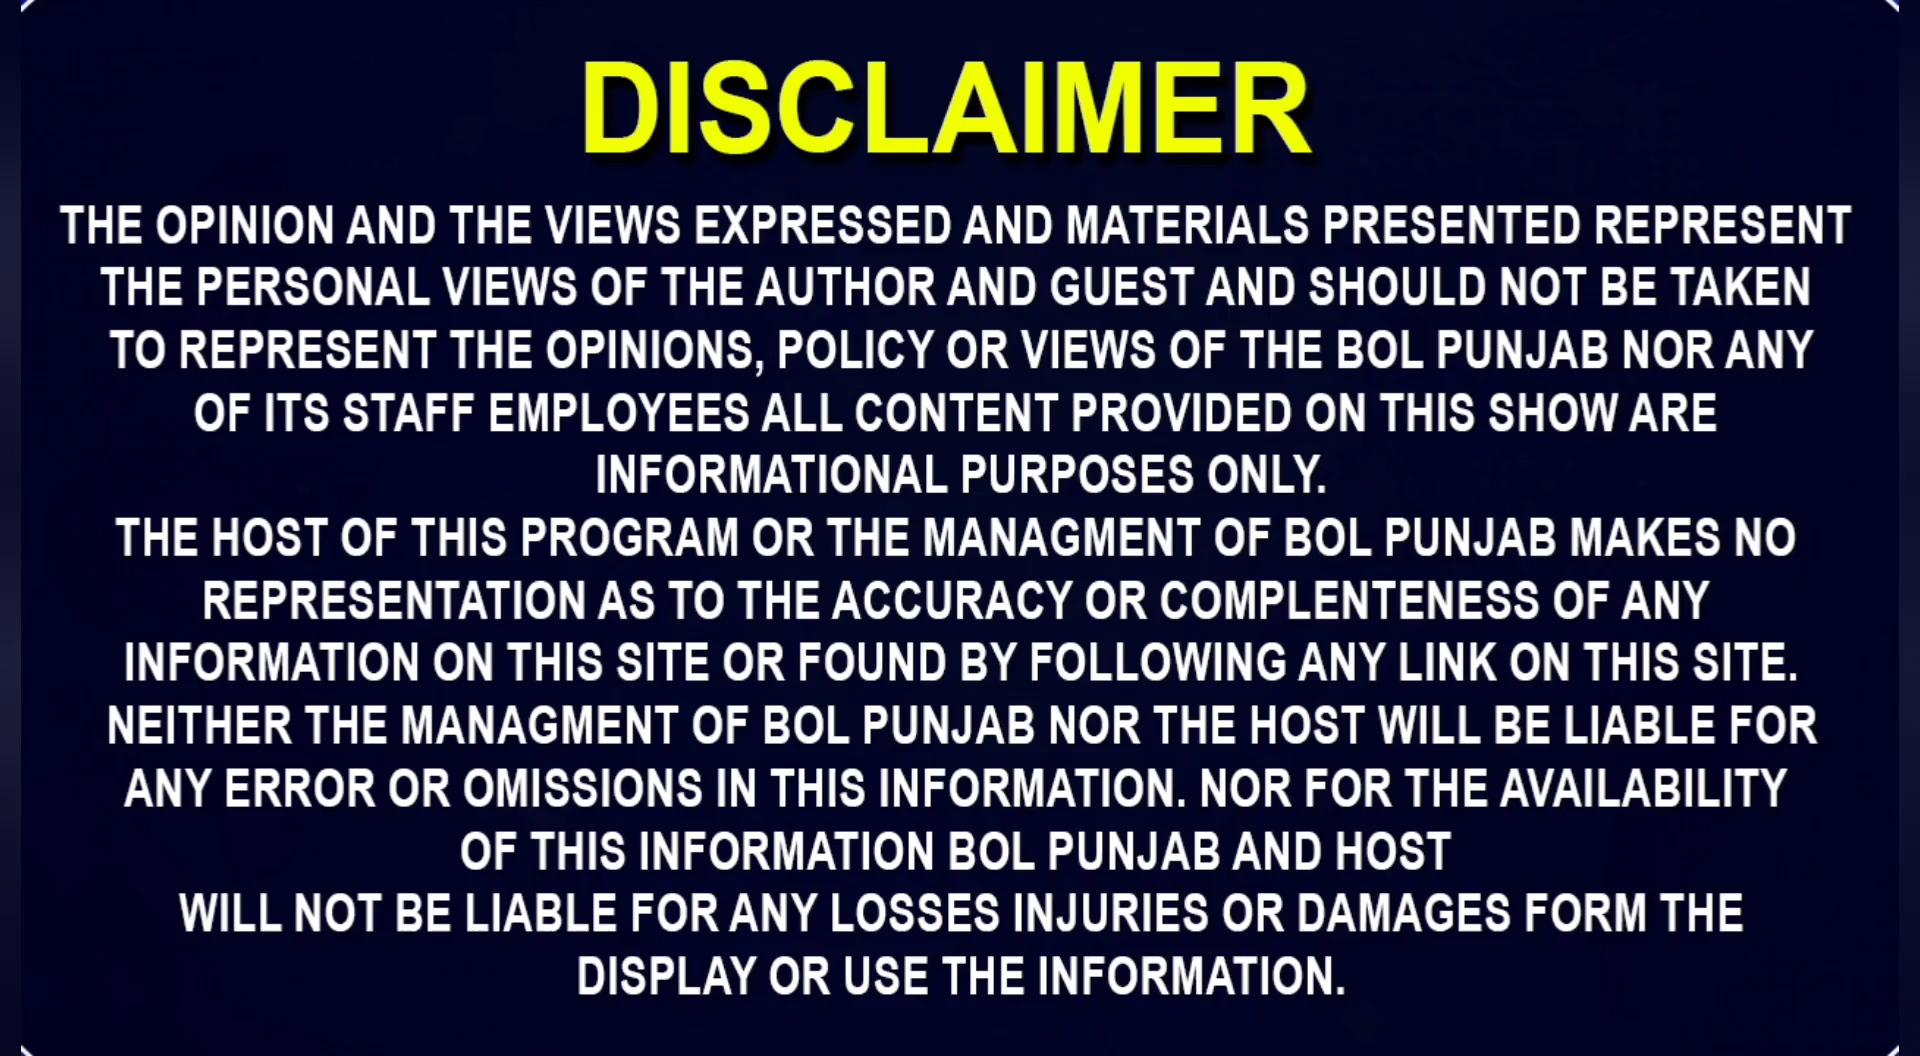 DISCLAIMER
THE OPINION AND THE VIEWS EXPRESSED AND MATERIALS PRESENTED REPRESENT
THE PERSONAL VIEWS OF THE AUTHOR AND GUEST AND SHOULD NOT BE TAKEN
TO REPRESENT THE OPINIONS, POLICY OR VIEWS OF THE BOL PUNJAB NOR ANY
OF ITS STAFF EMPLOYEES ALL CONTENT PROVIDED ON THIS SHOW ARE
INFORMATIONAL PURPOSES ONLY.
THE HOST OF THIS PROGRAM OR THE MANAGMENT OF BOL PUNJAB MAKES NO
REPRESENTATION AS TO THE ACCURACY OR COMPLENTENESS OF ANY
INFORMATION ON THIS SITE OR FOUND BY FOLLOWING ANY LINK ON THIS SITE.
NEITHER THE MANAGMENT OF BOL PUNJAB NOR THE HOST WILL BE LIABLE FOR
ANY ERROR OR OMISSIONS IN THIS INFORMATION. NOR FOR THE AVAILABILITY
OF THIS INFORMATION BOL PUNJAB AND HOST
WILL NOT BE LIABLE FOR ANY LOSSES INJURIES OR DAMAGES FORM THE
DISPLAY OR USE THE INFORMATION.